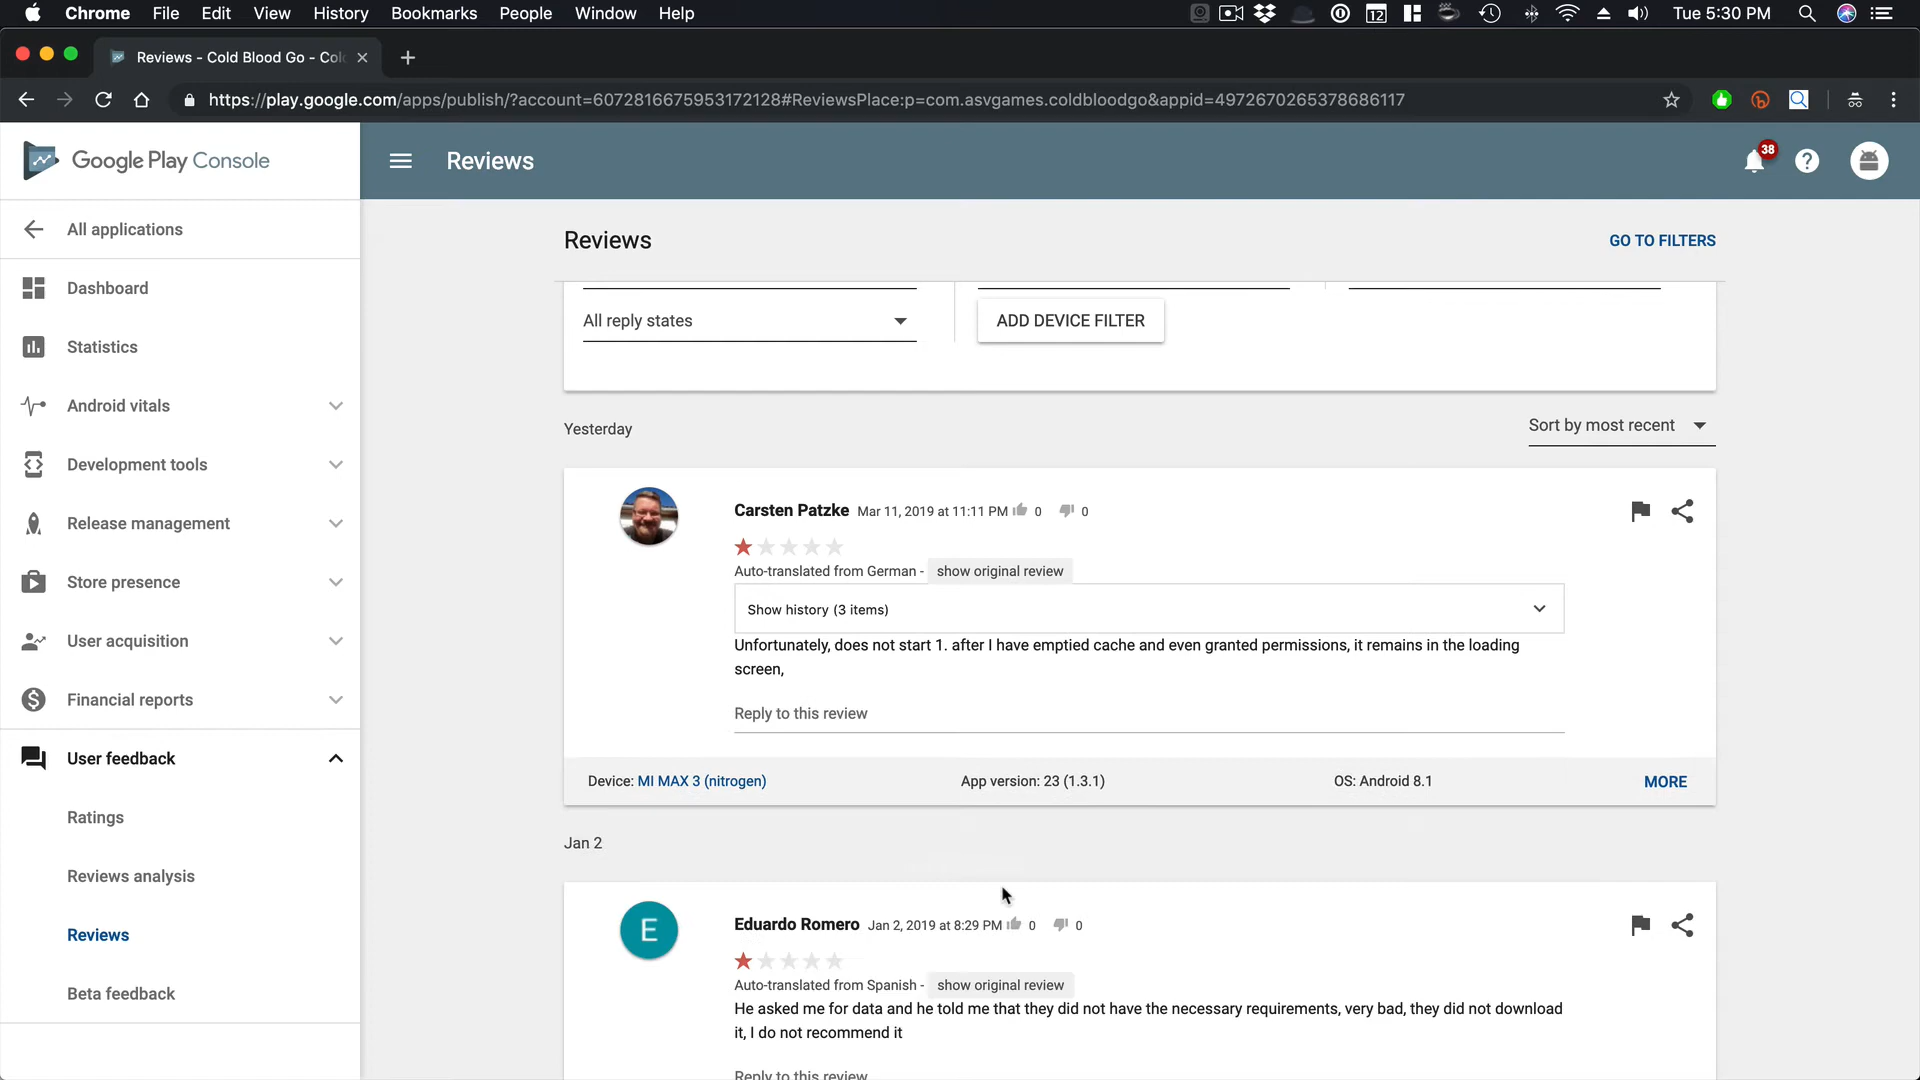 Chrome File Edit View History Bookmarks People Window Help 12 Tue 5:30 PM
Reviews - Cold Blood Go - Col
https://play.google.com/apps/publish/?account=6072816675953172128#ReviewsPlace:p=com.asvgames.coldbloodgo&appid=4972670265378686117
Google Play Console
Reviews
38
All applications
Dashboard
Statistics
Android vitals
Development tools
Release management
Store presence
User acquisition
Financial reports
User feedback
Ratings
Reviews analysis
Reviews
Beta feedback
Reviews
GO TO FILTERS
All reply states
ADD DEVICE FILTER
Yesterday
Sort by most recent
Carsten Patzke Mar 11, 2019 at 11:11 PM 0 0
Auto-translated from German - show original review
Show history (3 items)
Unfortunately, does not start 1. after I have emptied cache and even granted permissions, it remains in the loading
screen,
Reply to this review
Device: MI MAX 3 (nitrogen) App version: 23 (1.3.1) OS: Android 8.1 MORE
Jan 2
E
Eduardo Romero Jan 2, 2019 at 8:29 PM 0 0
Auto-translated from Spanish - show original review
He asked me for data and he told me that they did not have the necessary requirements, very bad, they did not download
it, I do not recommend it
Reply to this review